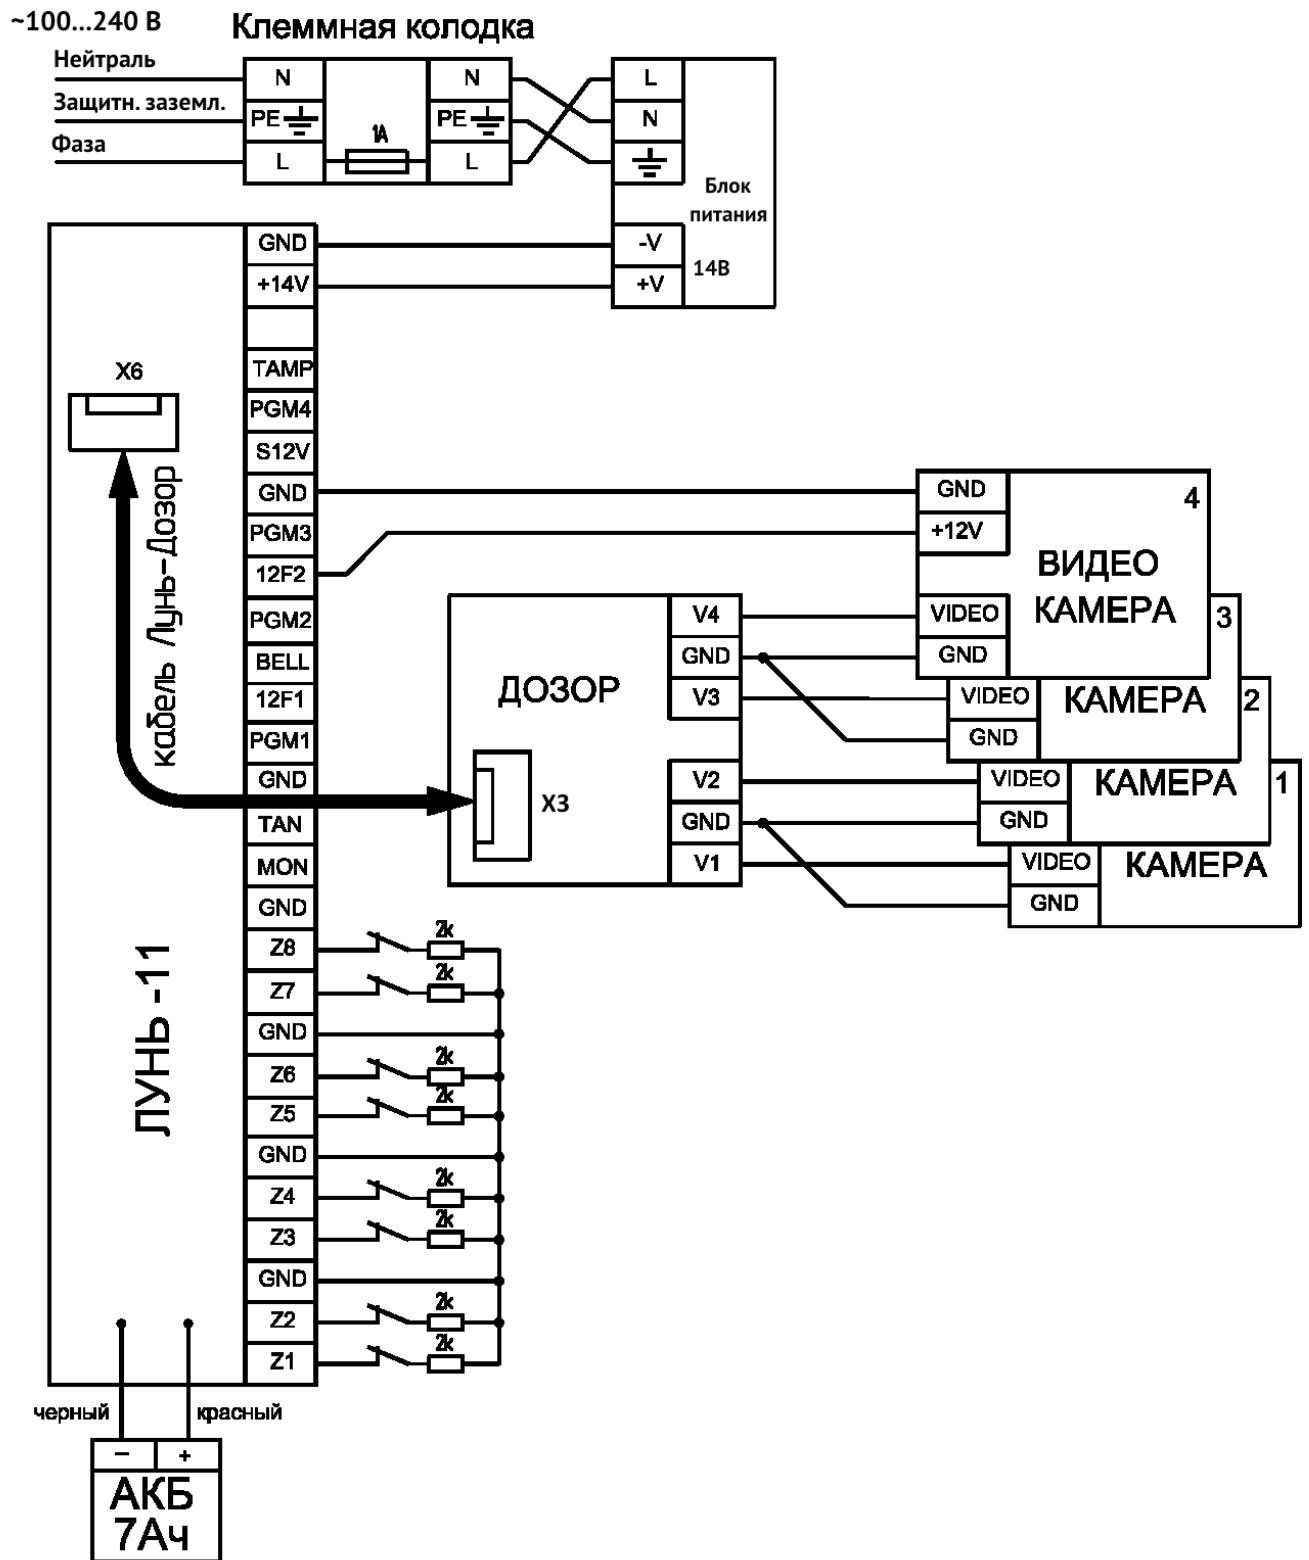 ~100...240 В
Клеммная колодка
Нейтраль
Защитн. заземл.
Фаза
N
PE
L
1А
N
PE
L
L
N
Блок
питания
14В
-V
+V
GND
+14V
TAMP
PGM4
S12V
GND
PGM3
12F2
PGM2
BELL
12F1
PGM1
GND
TAN
MON
GND
Z8
Z7
GND
Z6
Z5
GND
Z4
Z3
GND
Z2
Z1
X6
кабель Лунь-Дозор
ЛУНЬ-11
ДОЗОР
X3
V4
GND
V3
V2
GND
V1
GND
+12V
VIDEO
GND
4
ВИДЕО
КАМЕРА
VIDEO
GND
3
КАМЕРА
VIDEO
GND
2
КАМЕРА
VIDEO
GND
1
КАМЕРА
2k
2k
2k
2k
2k
2k
2k
2k
черный
красный
–
+
АКБ
7Ач